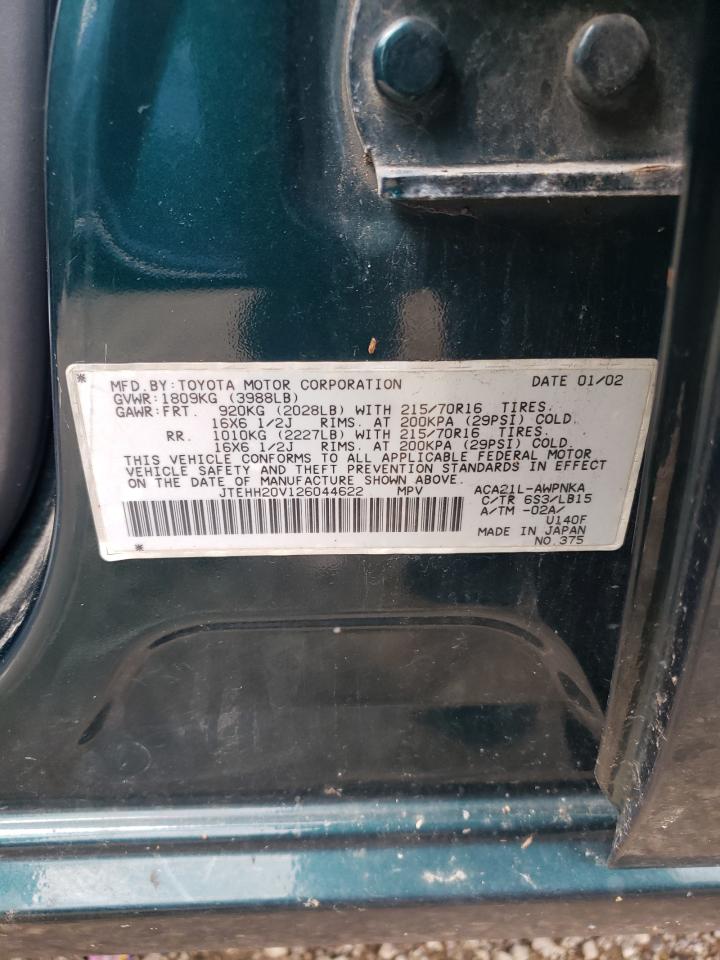 MFD.BY:TOYOTA MOTOR CORPORATION DATE 01/02
GVWR:1809KG (3988LB)
GAWR:FRT. 920KG (2028LB) WITH 215/70R16 TIRES.
16X6 1/2J RIMS. AT 200KPA (29PSI) COLD.
RR. 1010KG (2227LB) WITH 215/70R16 TIRES.
16X6 1/2J RIMS. AT 200KPA (29PSI) COLD.
THIS VEHICLE CONFORMS TO ALL APPLICABLE FEDERAL MOTOR
VEHICLE SAFETY AND THEFT PREVENTION STANDARDS IN EFFECT
ON THE DATE OF MANUFACTURE SHOWN ABOVE.
JTEHH20V126044622 MPV ACA21L-AWPNKA
C/TR 6S3/LB15
A/TM -02A/
U140F
MADE IN JAPAN
NO.375